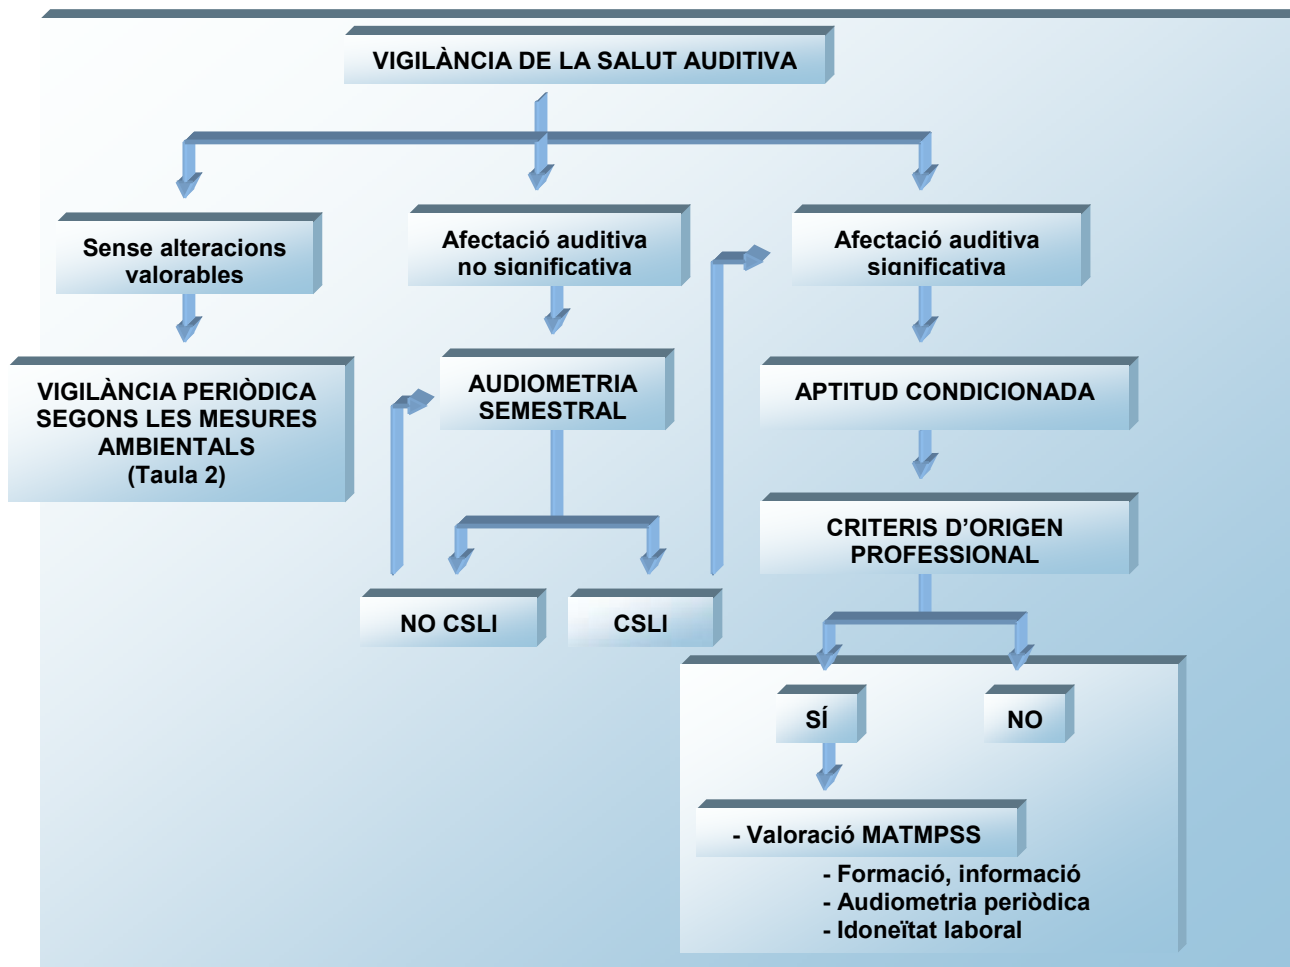 VIGILÀNCIA DE LA SALUT AUDITIVA
Sense alteracions
valorables
Afectació auditiva
no significativa
Afectació auditiva
significativa
VIGILÀNCIA PERIÒDICA
SEGONS LES MESURES
AMBIENTALS
(Taula 2)
AUDIOMETRIA
SEMESTRAL
APTITUD CONDICIONADA
CRITERIS D’ORIGEN
PROFESSIONAL
NO CSLI
CSLI
SÍ
NO
- Valoració MATMPSS
- Formació, informació
- Audiometria periòdica
- Idoneïtat laboral